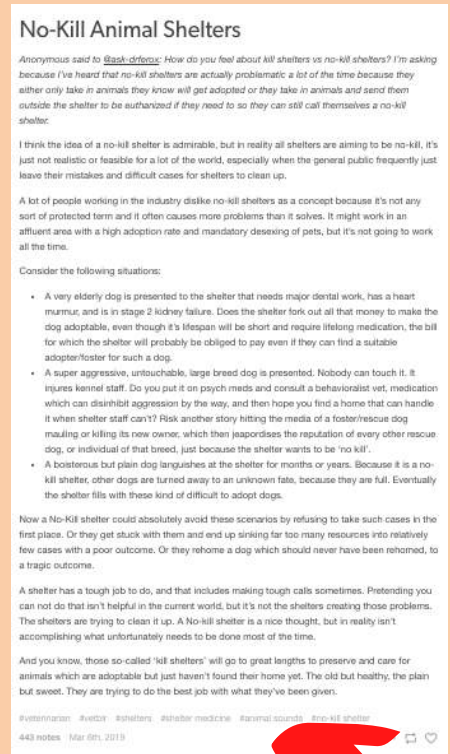 No-Kill Animal Shelters
Anonymous said to @ask-drferox: How do you feel about kill shelters vs no-kill shelters? I'm asking
because I've heard that no-kill shelters are actually problematic a lot of the time because they
either only take in animals they know will get adopted or they take in animals and send them
outside the shelter to be euthanized if they need to so they can still call themselves a no-kill
shelter.
I think the idea of a no-kill shelter is admirable, but in reality all shelters are aiming to be no-kill, it's
just not realistic or feasible for a lot of the world, especially when the general public frequently just
leave their mistakes and difficult cases for shelters to clean up.
A lot of people working in the industry dislike no-kill shelters as a concept because it's not any
sort of protected term and it often causes more problems than it solves. It might work in an
affluent area with a high adoption rate and mandatory desexing of pets, but it's not going to work
all the time.
Consider the following situations:
• A very elderly dog is presented to the shelter that needs major dental work, has a heart
murmur, and is in stage 2 kidney failure. Does the shelter fork out all that money to make the
dog adoptable, even though it's lifespan will be short and require lifelong medication, the bill
for which the shelter will probably be obliged to pay even if they can find a suitable
adopter/foster for such a dog.
• A super aggressive, untouchable, large breed dog is presented. Nobody can touch it. It
injures kennel staff. Do you put it on psych meds and consult a behavioralist vet, medication
which can disinhibit aggression by the way, and then hope you find a home that can handle
it when shelter staff can't? Risk another story hitting the media of a foster/rescue dog
mauling or killing its new owner, which then jeapordises the reputation of every other rescue
dog, or individual of that breed, just because the shelter wants to be 'no kill'.
• A boisterous but plain dog languishes at the shelter for months or years. Because it is a no-
kill shelter, other dogs are turned away to an unknown fate, because they are full. Eventually
the shelter fills with these kind of difficult to adopt dogs.
Now a No-Kill shelter could absolutely avoid these scenarios by refusing to take such cases in the
first place. Or they get stuck with them and end up sinking far too many resources into relatively
few cases with a poor outcome. Or they rehome a dog which should never have been rehomed, to
a tragic outcome.
A shelter has a tough job to do, and that includes making tough calls sometimes. Pretending you
can not do that isn't helpful in the current world, but it's not the shelters creating those problems.
The shelters are trying to clean it up. A No-kill shelter is a nice thought, but in reality isn't
accomplishing what unfortunately needs to be done most of the time.
And you know, those so-called 'kill shelters' will go to great lengths to preserve and care for
animals which are adoptable but just haven't found their home yet. The old but healthy, the plain
but sweet. They are trying to do the best job with what they've been given.
#veterinarian #vetblr #shelters #shelter medicine #animal sounds #no-kill shelter
443 notes Mar 6th, 2019